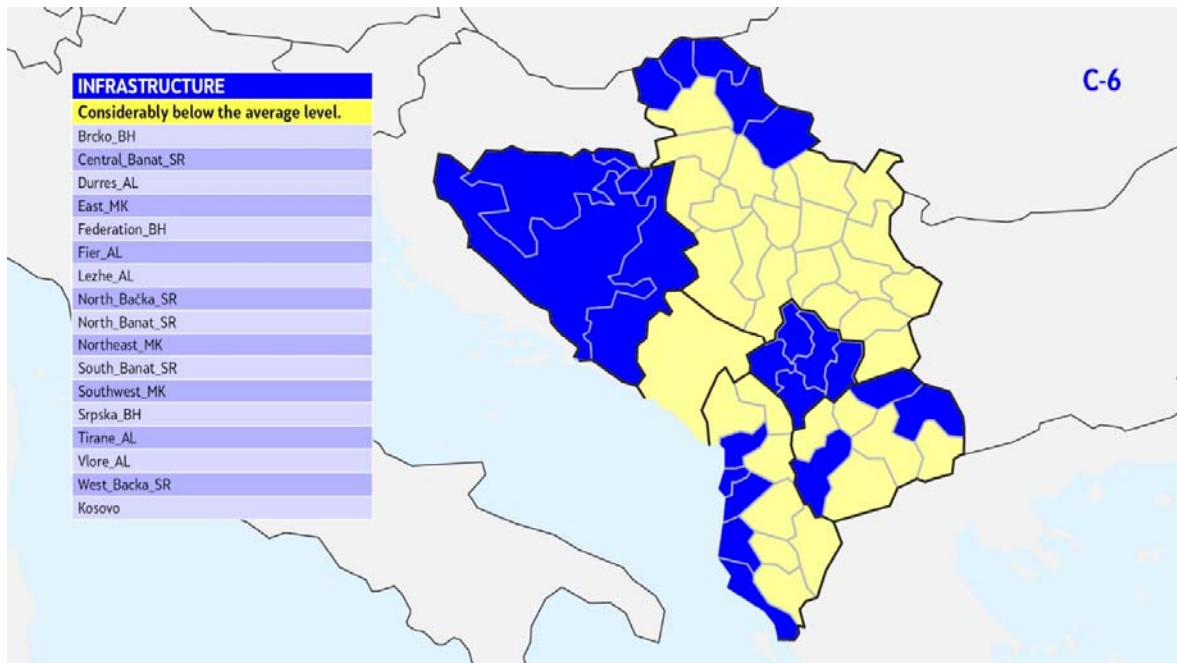 INFRASTRUCTURE
Considerably below the average level.
Brcko_BH
Central_Banat_SR
Durres_AL
East_MK
Federation_BH
Fier_AL
Lezhe_AL
North_Bačka_SR
North_Banat_SR
Northeast_MK
South_Banat_SR
Southwest_MK
Srpska_BH
Tirane_AL
Vlore_AL
West_Backa_SR
Kosovo
C-6